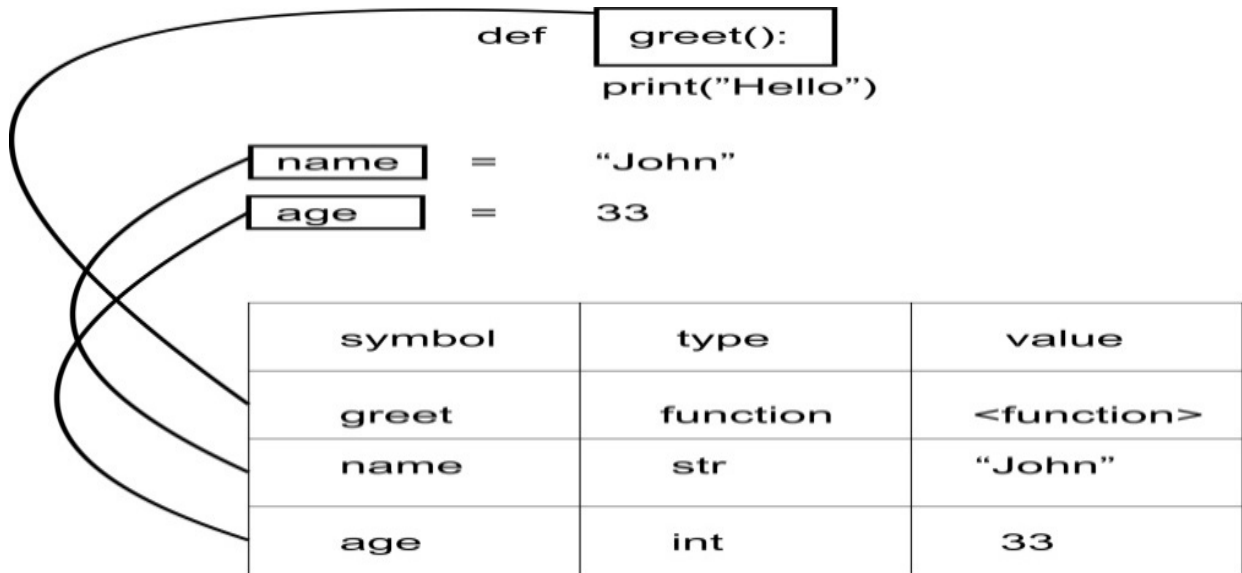 def greet():
print("Hello”)
name = “John”
age = 33
symbol type value
greet function <function>
name str “John”
age int 33